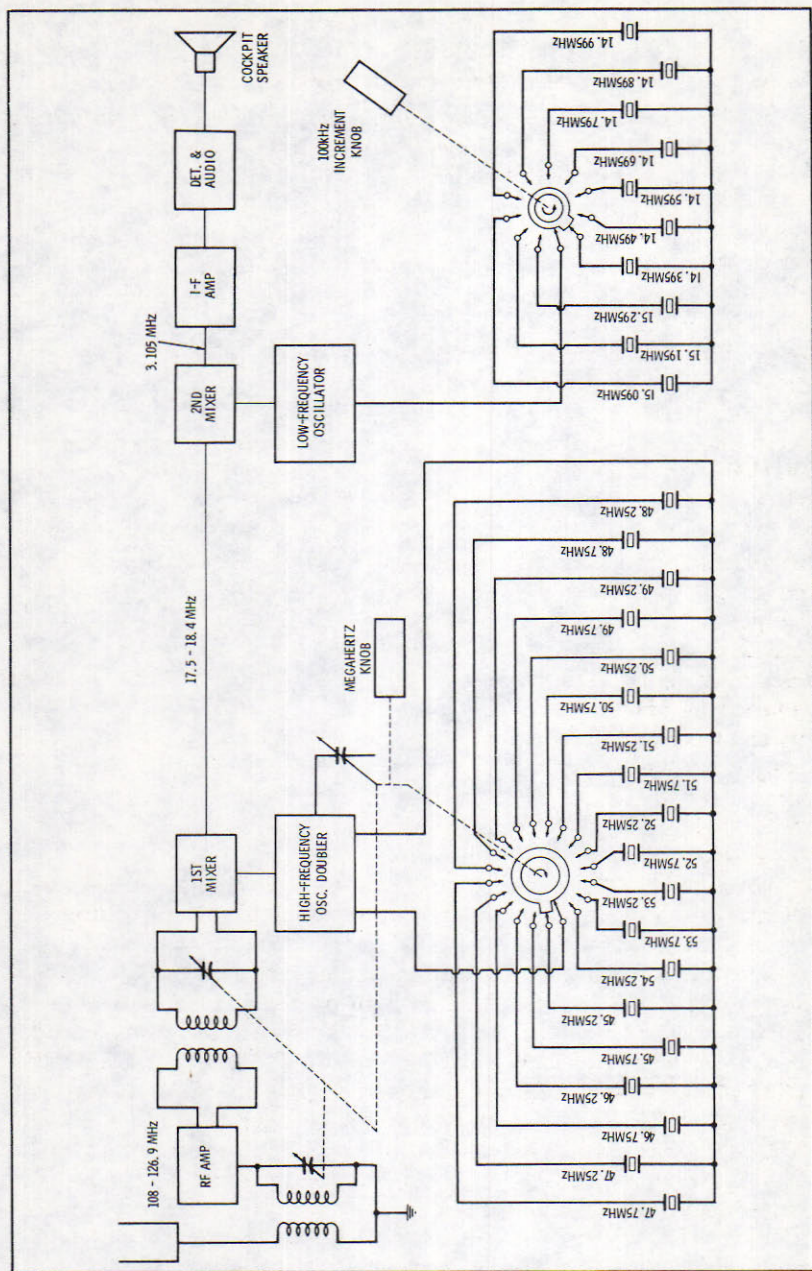 108 - 126.9 MHz
RF AMP
1ST
MIXER
17.5 - 18.4 MHz
2ND
MIXER
3.105 MHz
I-F
AMP
DET. &
AUDIO
COCKPIT
SPEAKER
HIGH-FREQUENCY
OSC. DOUBLER
MEGAHERTZ
KNOB
LOW-FREQUENCY
OSCILLATOR
100kHz
INCREMENT
KNOB
47.75MHz
47.25MHz
46.75MHz
46.25MHz
45.75MHz
45.25MHz
54.25MHz
53.75MHz
53.25MHz
52.75MHz
52.25MHz
51.75MHz
51.25MHz
50.75MHz
50.25MHz
49.75MHz
49.25MHz
48.75MHz
48.25MHz
15.095MHz
15.195MHz
15.295MHz
14.395MHz
14.495MHz
14.595MHz
14.695MHz
14.795MHz
14.895MHz
14.995MHz